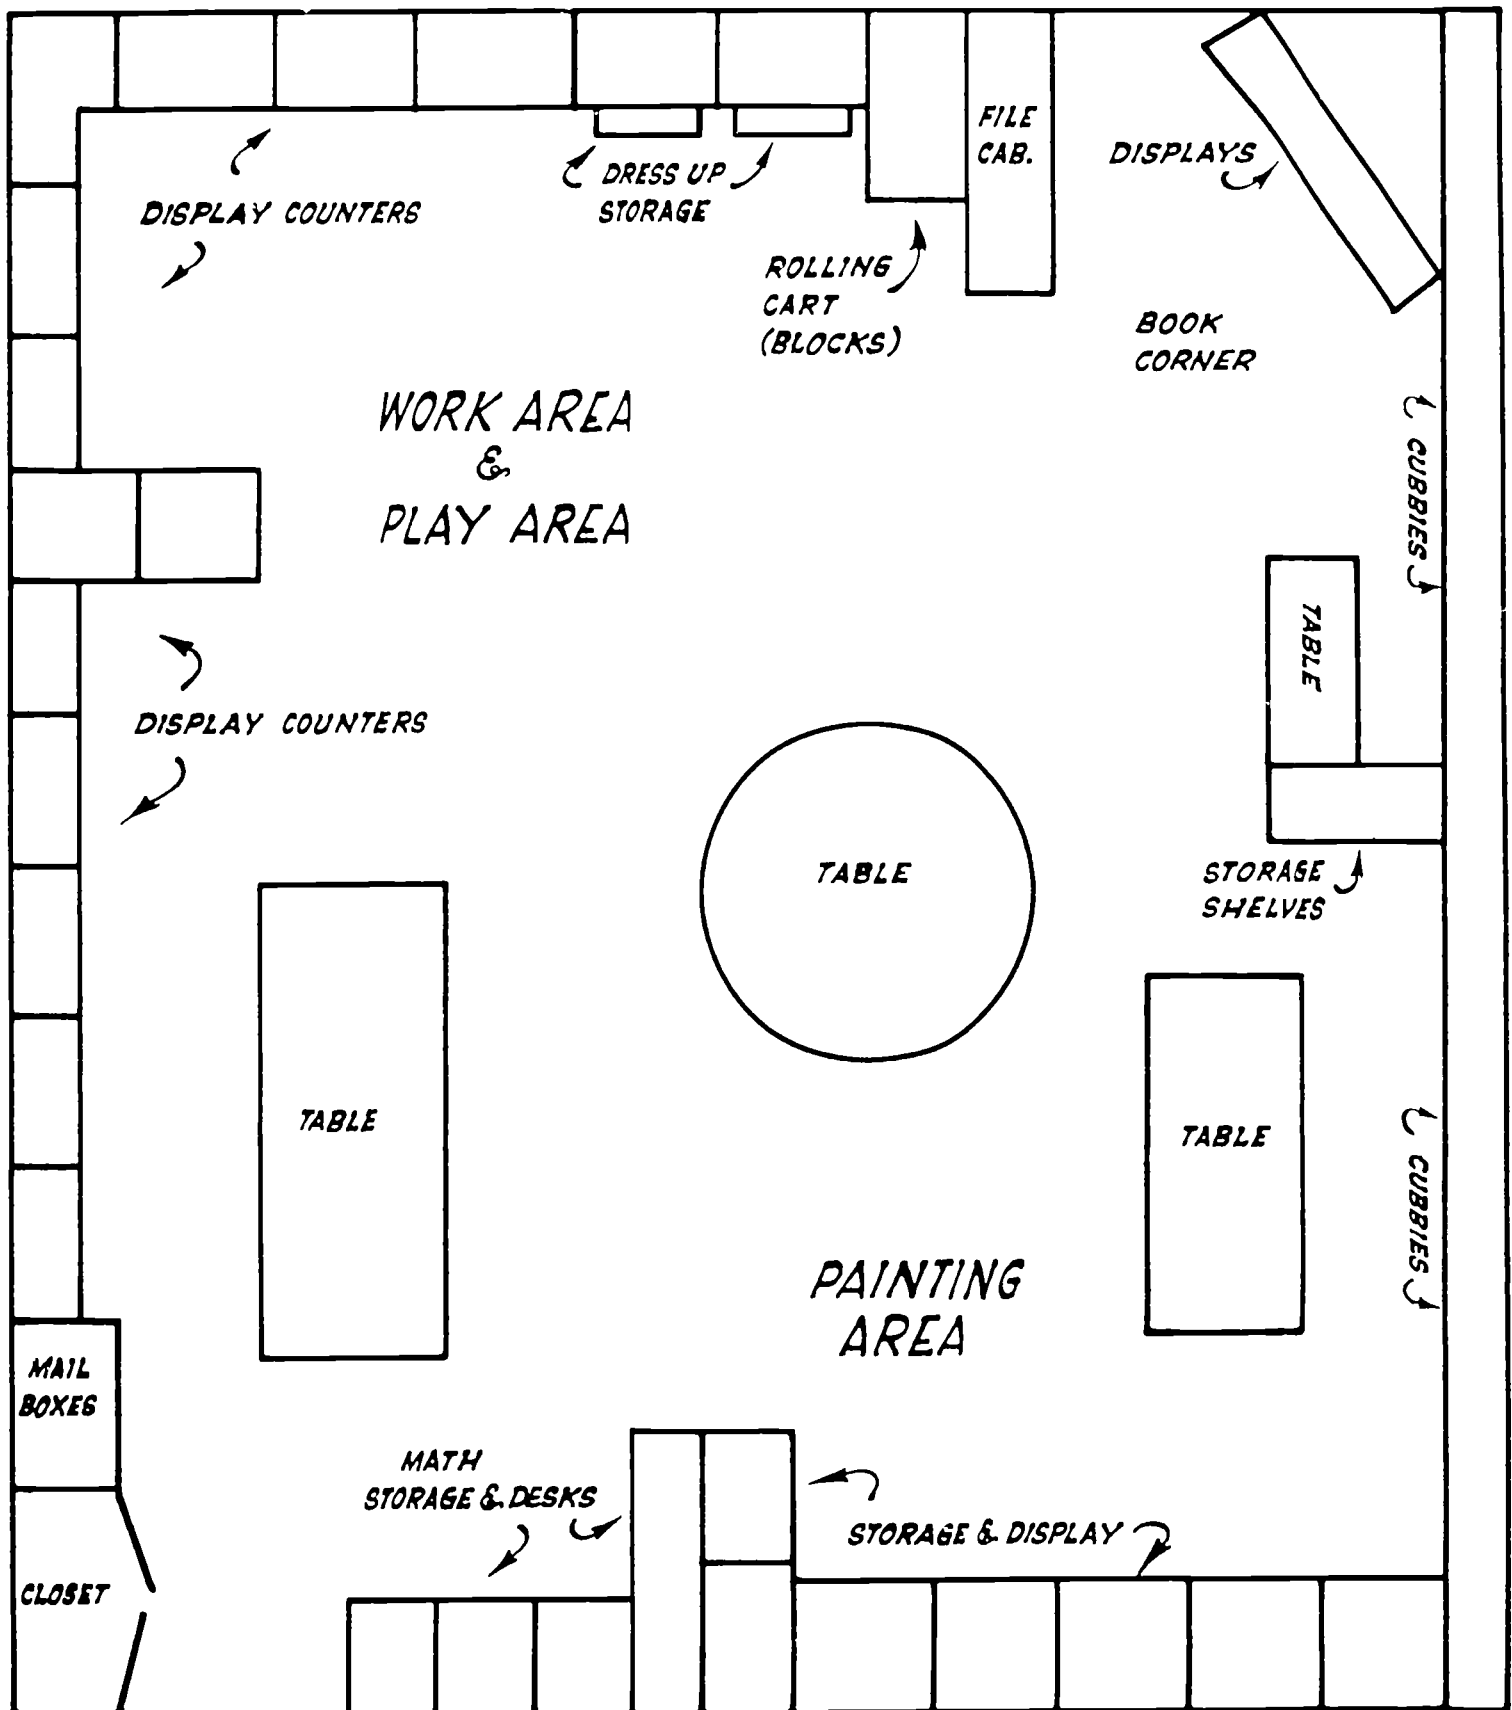 FILE
CAB.
DISPLAYS
DRESS UP
STORAGE
DISPLAY COUNTERS
ROLLING
CART
(BLOCKS)
BOOK
CORNER
WORK AREA
&
PLAY AREA
CUBBIES
TABLE
DISPLAY COUNTERS
TABLE
STORAGE
SHELVES
TABLE
TABLE
CUBBIES
PAINTING
AREA
MAIL
BOXES
MATH
STORAGE & DESKS
STORAGE & DISPLAY
CLOSET